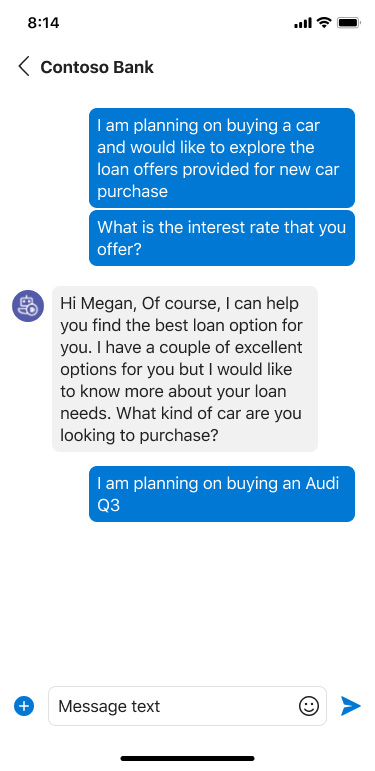 8:14
Contoso Bank
I am planning on buying a car
and would like to explore the
loan offers provided for new car
purchase
What is the interest rate that you
offer?
Hi Megan, Of course, I can help
you find the best loan option for
you. I have a couple of excellent
options for you but I would like
to know more about your loan
needs. What kind of car are you
looking to purchase?
I am planning on buying an Audi
Q3
Message text